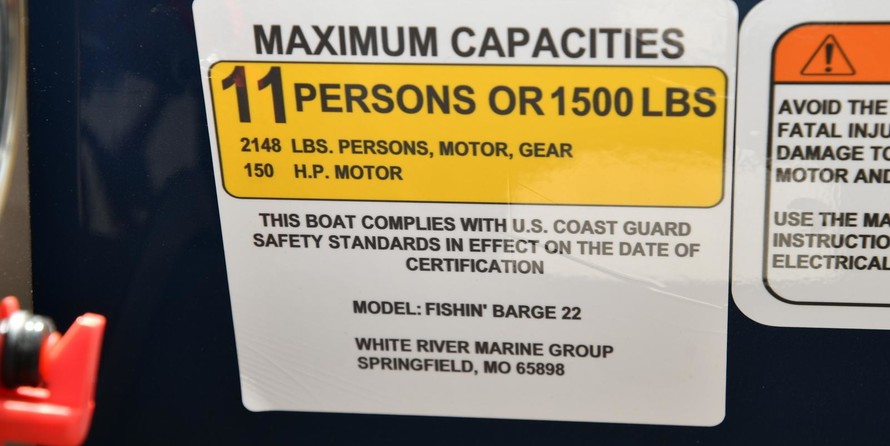 MAXIMUM CAPACITIES
11 PERSONS OR 1500 LBS
2148 LBS. PERSONS, MOTOR, GEAR
150 H.P. MOTOR
THIS BOAT COMPLIES WITH U.S. COAST GUARD
SAFETY STANDARDS IN EFFECT ON THE DATE OF
CERTIFICATION
MODEL: FISHIN' BARGE 22
WHITE RIVER MARINE GROUP
SPRINGFIELD, MO 65898
AVOID THE
FATAL INJU
DAMAGE TO
MOTOR AND
USE THE MA
INSTRUCTIO
ELECTRICAL